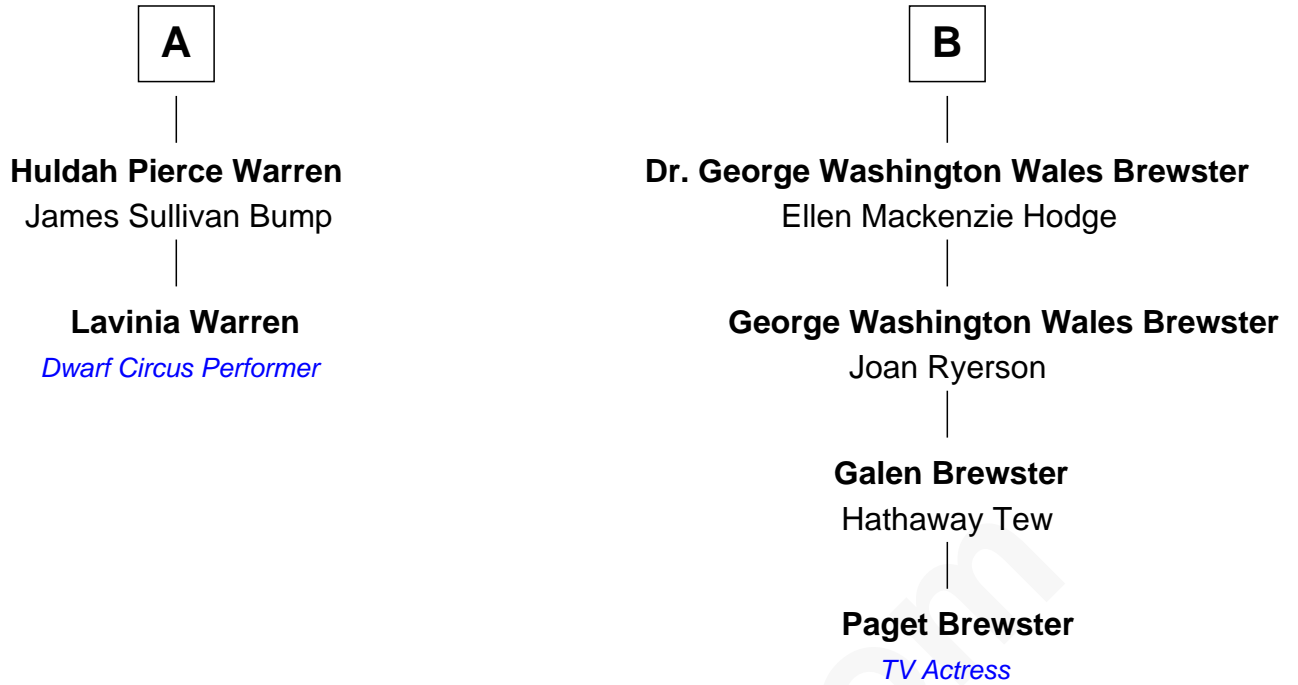 A
Huldah Pierce Warren
James Sullivan Bump
Lavinia Warren
Dwarf Circus Performer
B
Dr. George Washington Wales Brewster
Ellen Mackenzie Hodge
George Washington Wales Brewster
Joan Ryerson
Galen Brewster
Hathaway Tew
Paget Brewster
TV Actress